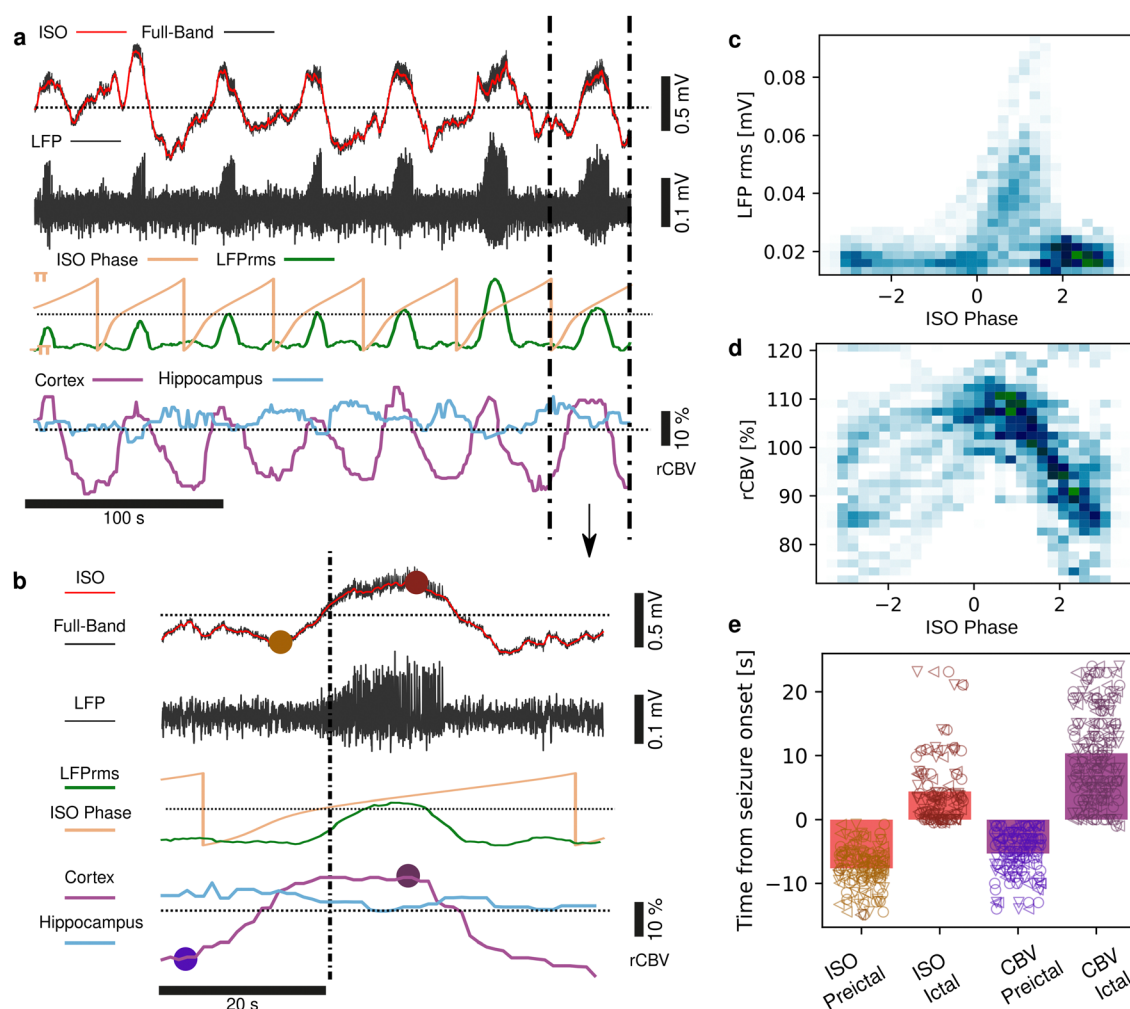 a
ISO
Full-Band
0.5 mV
LFP
0.1 mV
ISO Phase
LFPrms
π
-π
Cortex
Hippocampus
10 %
rCBV
100 s
b
ISO
Full-Band
0.5 mV
LFP
0.1 mV
LFPrms
ISO Phase
Cortex
Hippocampus
10 %
rCBV
20 s
c
LFP rms [mV]
0.08
0.06
0.04
0.02
−2
0
2
ISO Phase
d
rCBV [%]
120
110
100
90
80
−2
0
2
ISO Phase
e
Time from seizure onset [s]
20
10
0
−10
ISO
Preictal
ISO
Ictal
CBV
Preictal
CBV
Ictal